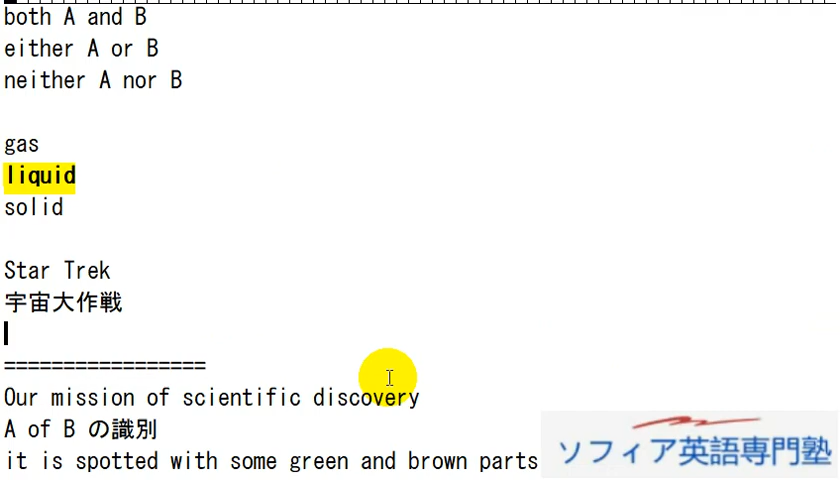 both A and B
either A or B
neither A nor B
gas
liquid
solid
Star Trek
宇宙大作戦
=================
Our mission of scientific discovery
A of B の識別
it is spotted with some green and brown parts
ソフィア英語専門塾